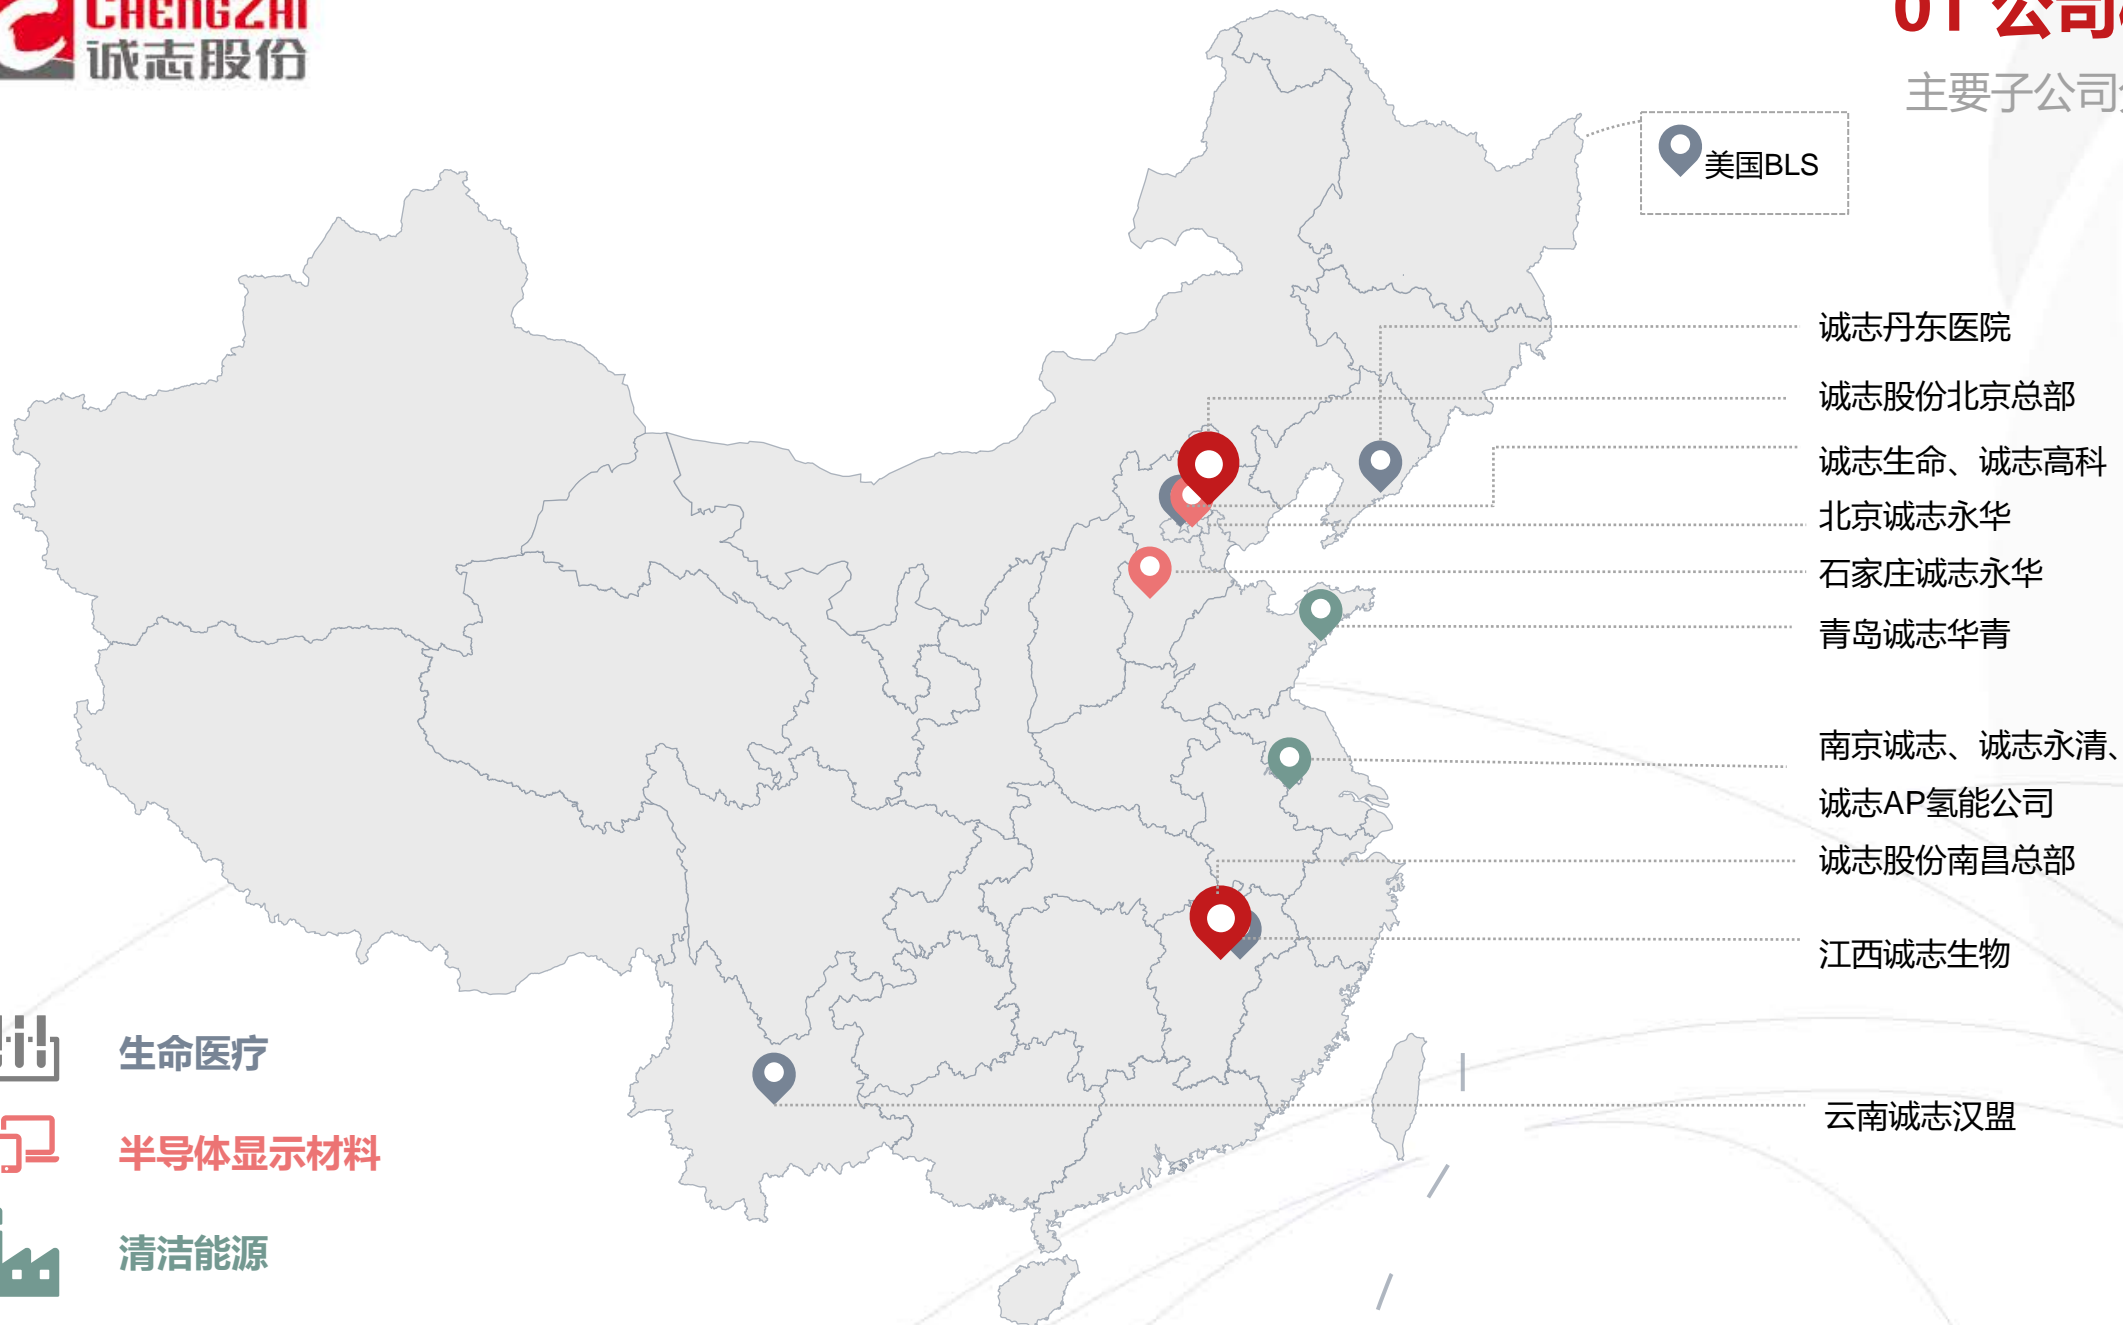 CHENGZHI
诚志股份
01 公司
主要子公司
美国BLS
诚志丹东医院
诚志股份北京总部
诚志生命、诚志高科
北京诚志永华
石家庄诚志永华
青岛诚志华青
南京诚志、诚志永清、
诚志AP氢能公司
诚志股份南昌总部
江西诚志生物
云南诚志汉盟
生命医疗
半导体显示材料
清洁能源